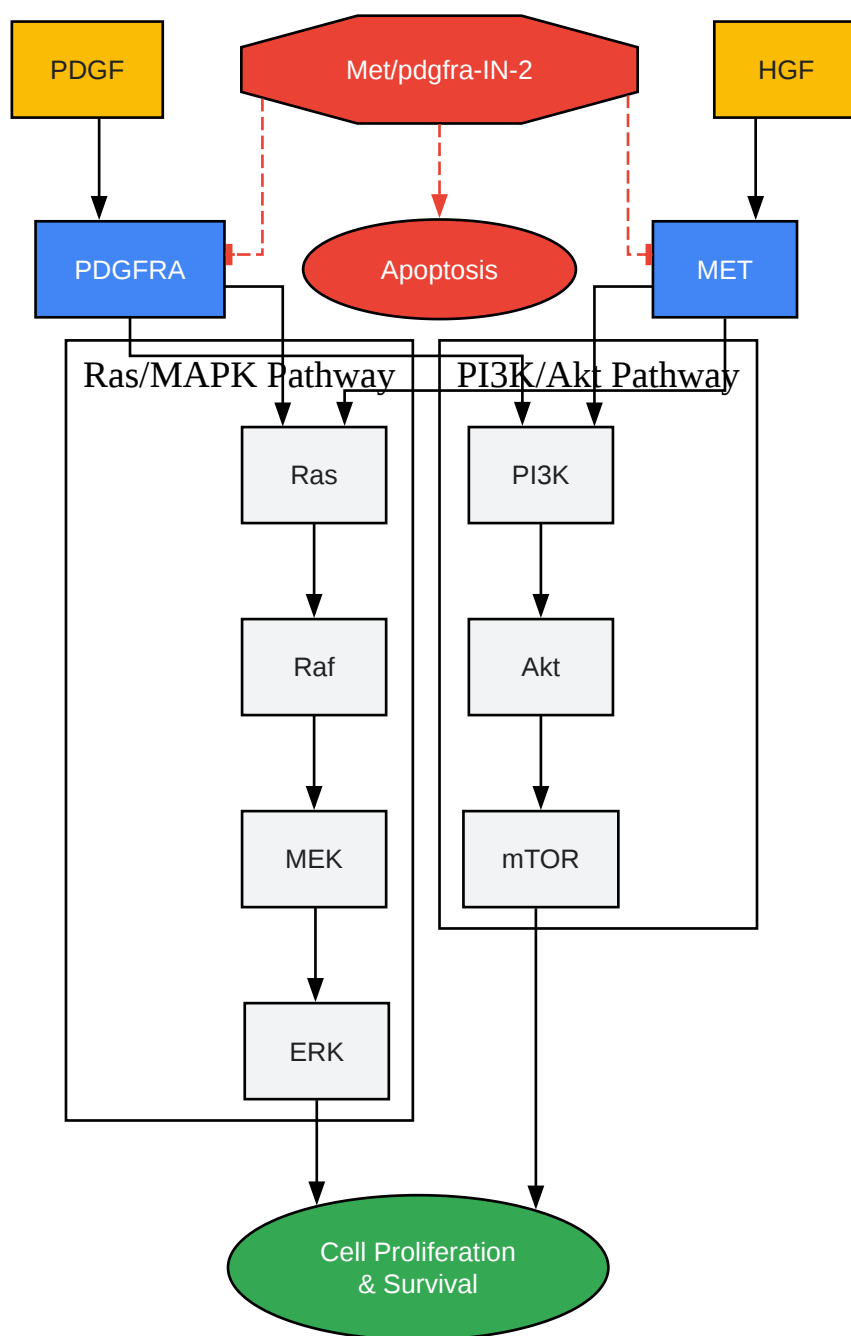 PDGF
Met/pdgfra-IN-2
HGF
PDGFRA
Apoptosis
MET
Ras/MAPK Pathway
PI3K/Akt Pathway
Ras
PI3K
Raf
Akt
MEK
mTOR
ERK
Cell Proliferation
& Survival